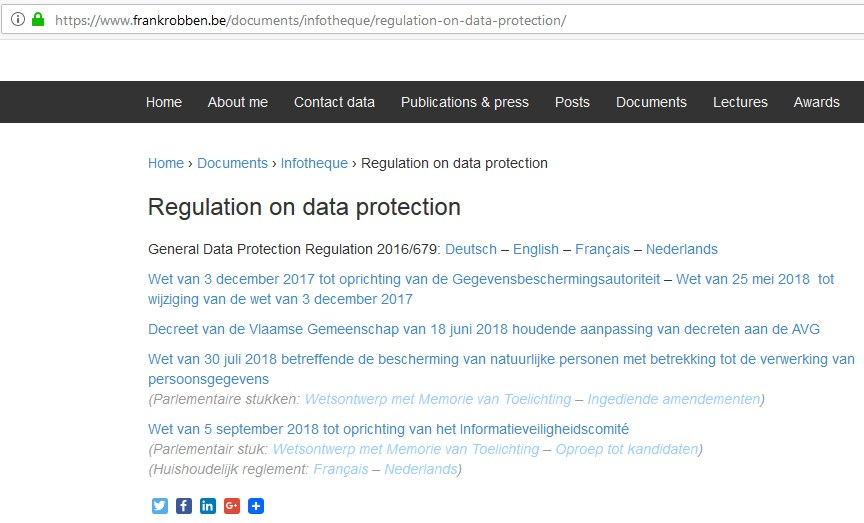 https://www.frankrobben.be/documents/infotheque/regulation-on-data-protection/
Home About me Contact data Publications & press Posts Documents Lectures Awards
Home › Documents › Infotheque › Regulation on data protection
Regulation on data protection
General Data Protection Regulation 2016/679: Deutsch – English – Français – Nederlands
Wet van 3 december 2017 tot oprichting van de Gegevensbeschermingsautoriteit – Wet van 25 mei 2018 tot
wijziging van de wet van 3 december 2017
Decreet van de Vlaamse Gemeenschap van 18 juni 2018 houdende aanpassing van decreten aan de AVG
Wet van 30 juli 2018 betreffende de bescherming van natuurlijke personen met betrekking tot de verwerking van
persoonsgegevens
(Parlementaire stukken: Wetsontwerp met Memorie van Toelichting – Ingediende amendementen)
Wet van 5 september 2018 tot oprichting van het Informatieveiligheidscomité
(Parlementair stuk: Wetsontwerp met Memorie van Toelichting – Oproep tot kandidaten)
(Huishoudelijk reglement: Français – Nederlands)